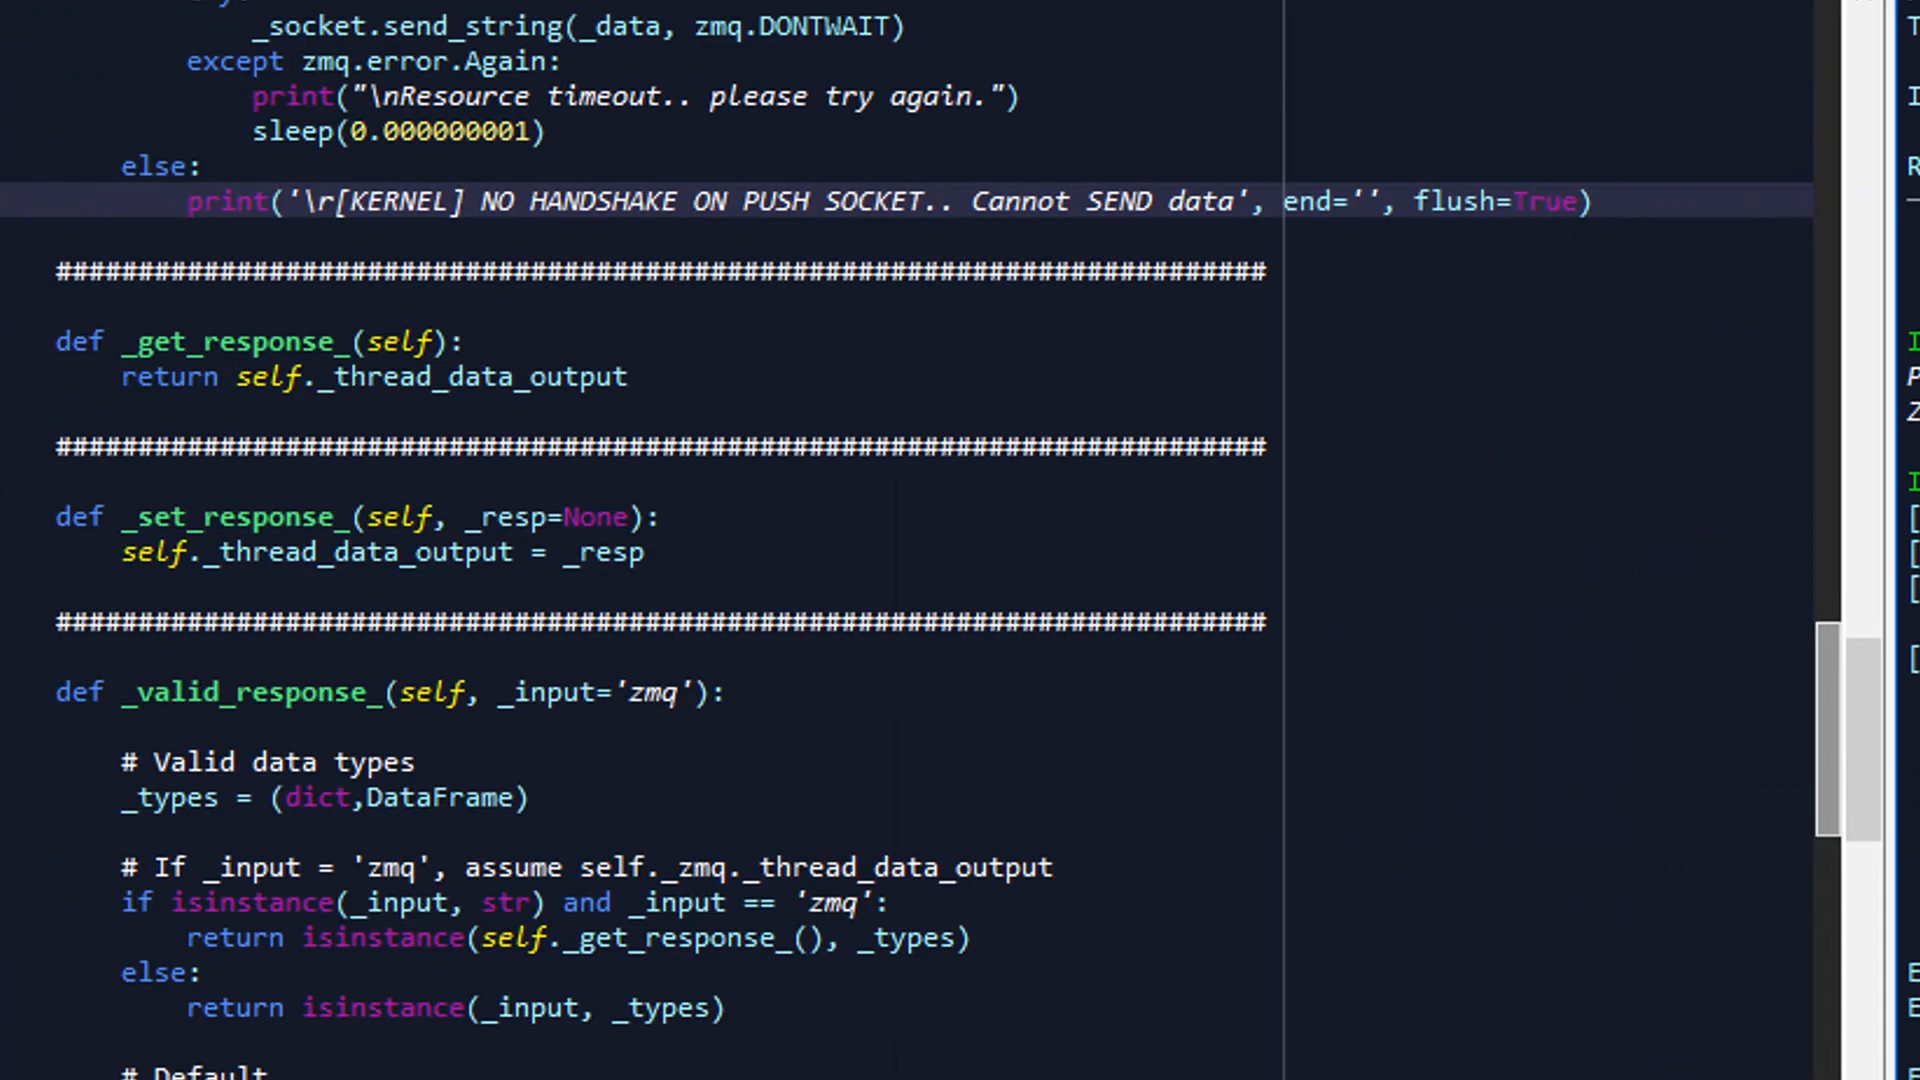 _socket.send_string(_data, zmq.DONTWAIT)
except zmq.error.Again:
print("\nResource timeout.. please try again.")
sleep(0.000000001)
else:
print('\r[KERNEL] NO HANDSHAKE ON PUSH SOCKET.. Cannot SEND data', end='', flush=True)
##########################################################################
def _get_response_(self):
return self._thread_data_output
##########################################################################
def _set_response_(self, _resp=None):
self._thread_data_output = _resp
##########################################################################
def _valid_response_(self, _input='zmq'):
# Valid data types
_types = (dict,DataFrame)
# If _input = 'zmq', assume self._zmq._thread_data_output
if isinstance(_input, str) and _input == 'zmq':
return isinstance(self._get_response_(), _types)
else:
return isinstance(_input, _types)
# Default